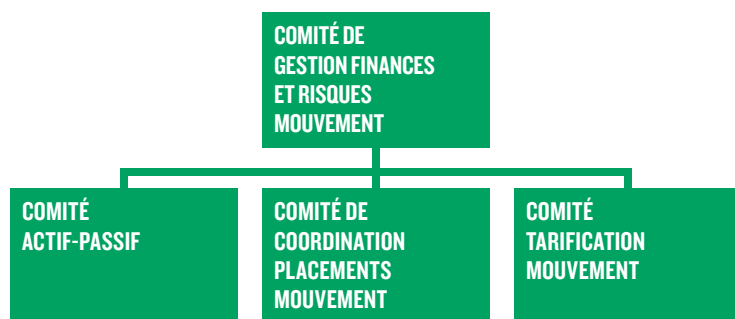 COMITÉ DE
GESTION FINANCES
ET RISQUES
MOUVEMENT
COMITÉ
ACTIF-PASSIF
COMITÉ DE
COORDINATION
PLACEMENTS
MOUVEMENT
COMITÉ
TARIFICATION
MOUVEMENT